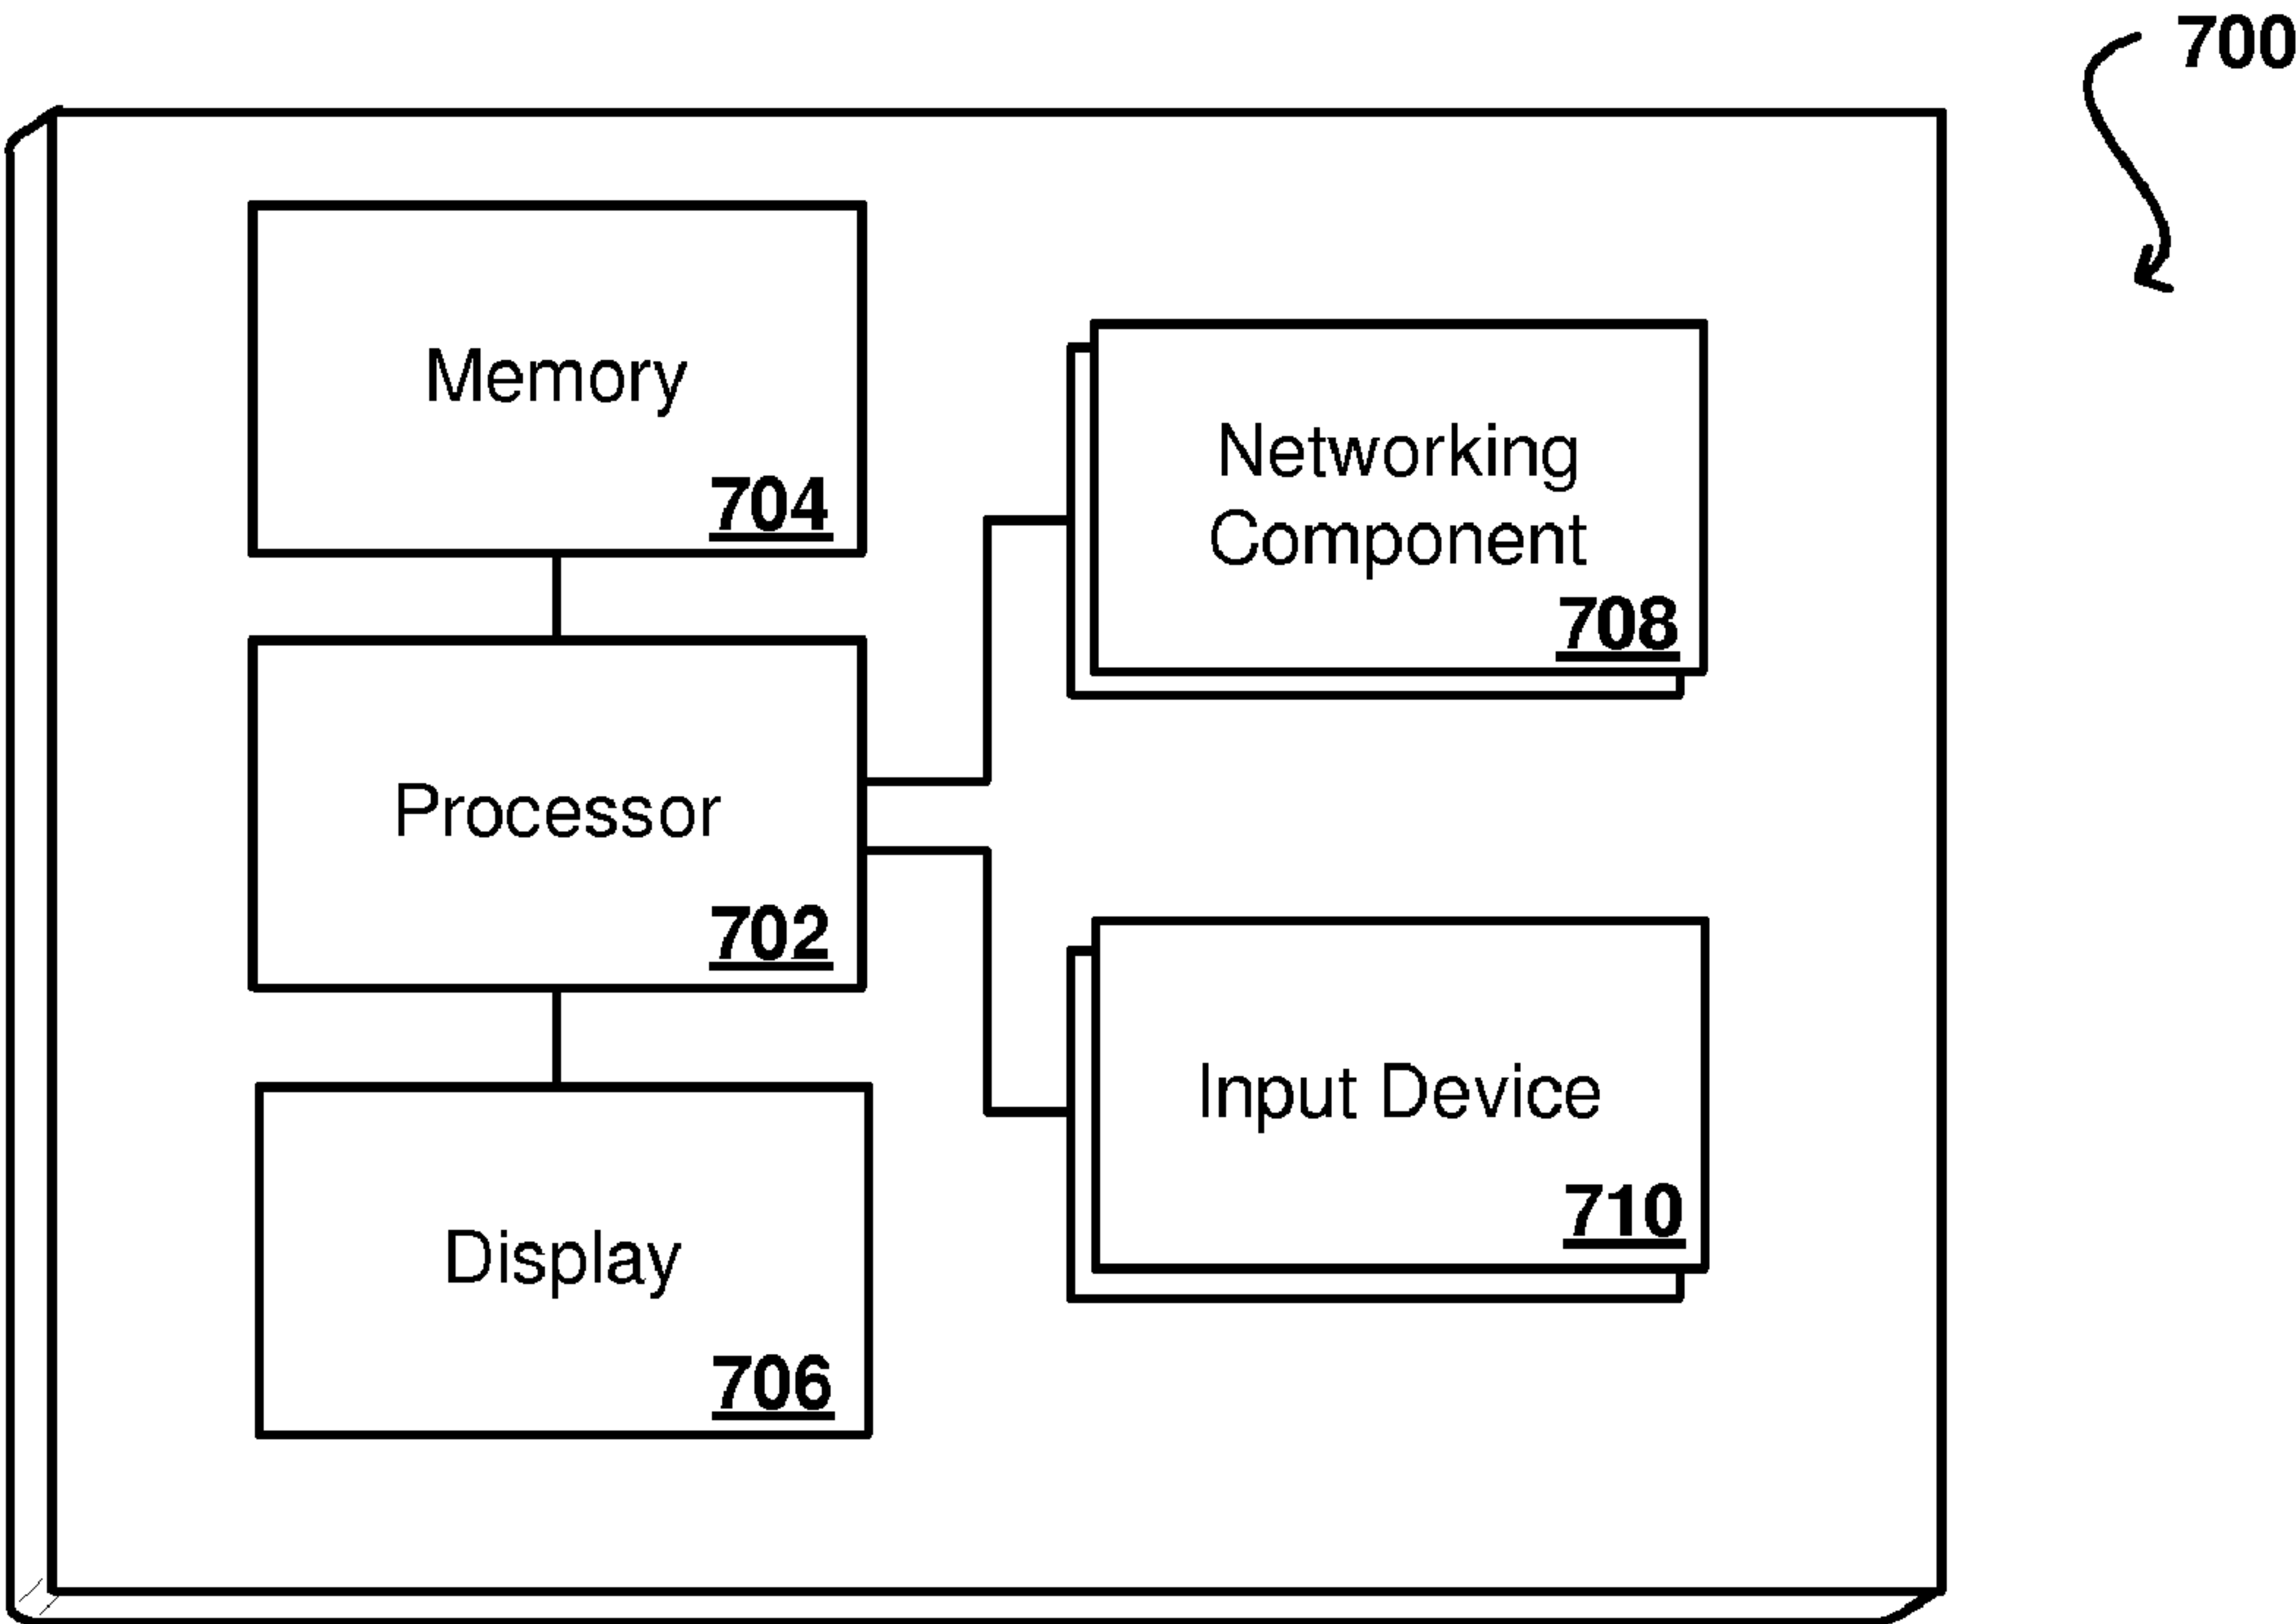 700
Memory
704
Networking
Component
708
Processor
702
Input Device
710
Display
706